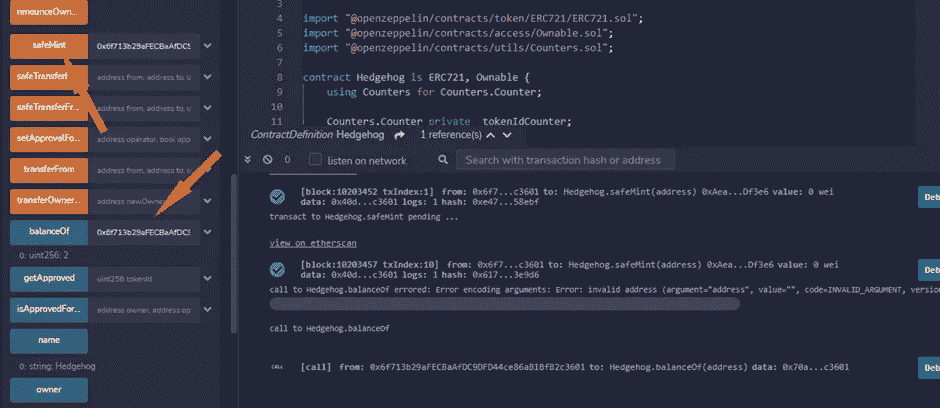 renounceOwn...
safeMint 0x6f713b29aFECBaAfDC
safeTransferF address from, address to, u
safeTransferFr... address from, address to, u
setApprovalFo... address operator, bool app
transferFrom address from, address to, u
transferOwner... address newOwner
balanceOf 0x6f713b29aFECBaAfDC
0: uint256: 2
getApproved uint256 tokenId
isApprovedFor... address owner, address op
name
0: string: Hedgehog
owner
3
4 import "@openzeppelin/contracts/token/ERC721/ERC721.sol";
5 import "@openzeppelin/contracts/access/Ownable.sol";
6 import "@openzeppelin/contracts/utils/Counters.sol";
7
8 contract Hedgehog is ERC721, Ownable {
9 using Counters for Counters.Counter;
10
11 Counters.Counter private _tokenIdCounter;
ContractDefinition Hedgehog 1 reference(s)
0 listen on network Search with transaction hash or address
[block:10203452 txIndex:1] from: 0x6f7...c3601 to: Hedgehog.safeMint(address) 0xAea...Df3e6 value: 0 wei
data: 0x40d...c3601 logs: 1 hash: 0xe47...58ebf
Deb
transact to Hedgehog.safeMint pending ...
view on etherscan
[block:10203457 txIndex:10] from: 0x6f7...c3601 to: Hedgehog.safeMint(address) 0xAea...Df3e6 value: 0 wei
data: 0x40d...c3601 logs: 1 hash: 0x617...3e9d6
Deb
call to Hedgehog.balanceOf errored: Error encoding arguments: Error: invalid address (argument="address", value="", code=INVALID_ARGUMENT, version
call to Hedgehog.balanceOf
CALL [call] from: 0x6f713b29aFECBaAfDC9DFD44ce86aB1BfB2c3601 to: Hedgehog.balanceOf(address) data: 0x70a...c3601
Deb